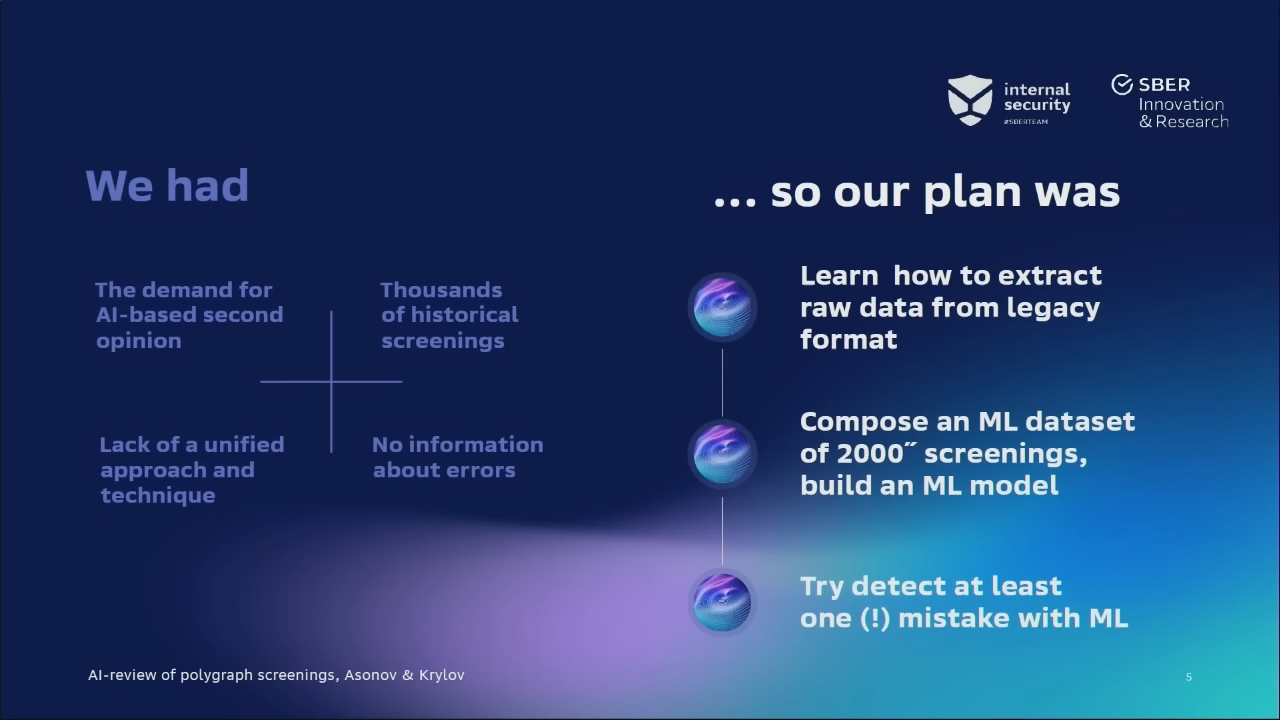 internal
security
#SBERTEAM
SBER
Innovation
& Research
We had
The demand for
AI-based second
opinion
Thousands
of historical
screenings
Lack of a unified
approach and
technique
No information
about errors
... so our plan was
Learn  how to extract
raw data from legacy
format
Compose an ML dataset
of 2000˝ screenings,
build an ML model
Try detect at least
one (!) mistake with ML
AI-review of polygraph screenings, Asonov & Krylov
5